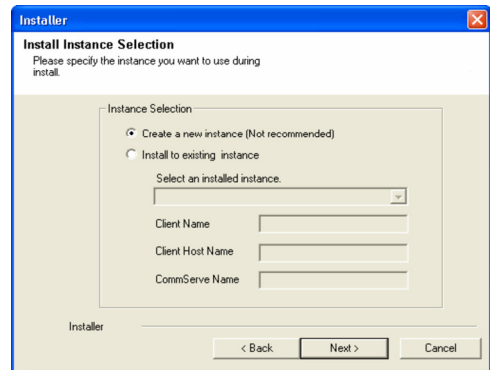 Installer
Install Instance Selection
Please specify the instance you want to use during
install.
Instance Selection
Create a new instance (Not recommended)
Install to existing instance
Select an installed instance.
Client Name
Client Host Name
CommServe Name
Installer
< Back
Next >
Cancel